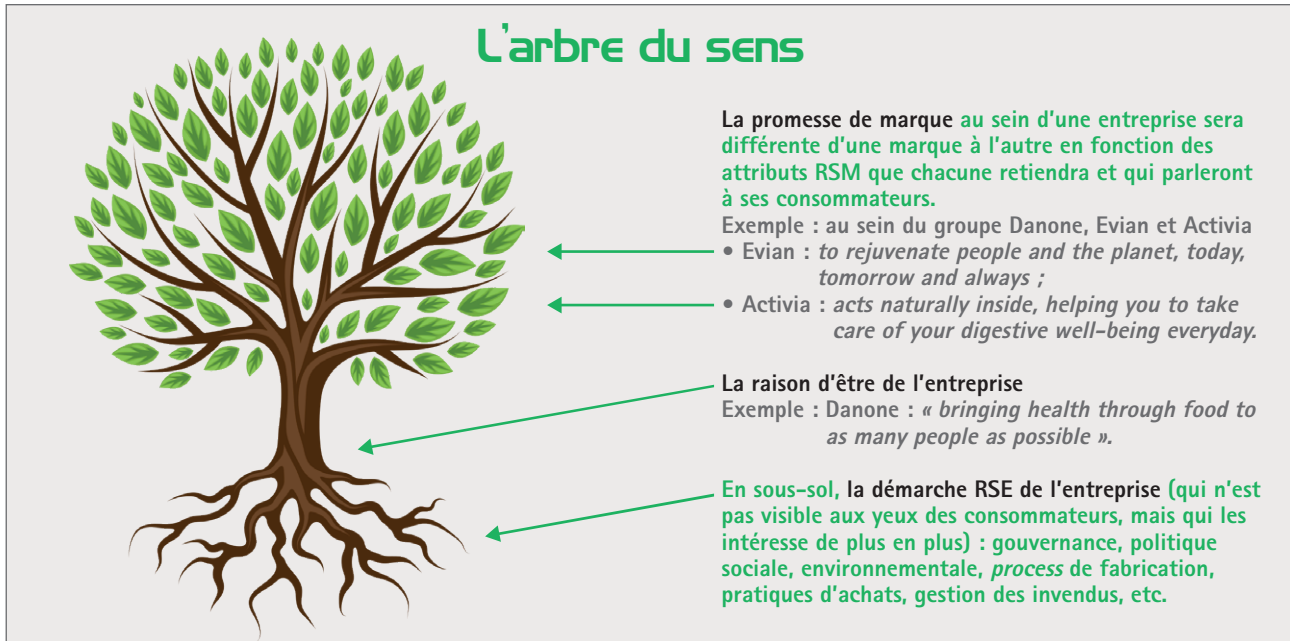 L'arbre du sens
La promesse de marque au sein d'une entreprise sera
différente d'une marque à l'autre en fonction des
attributs RSM que chacune retiendra et qui parleront
à ses consommateurs.
Exemple : au sein du groupe Danone, Evian et Activia
• Evian : to rejuvenate people and the planet, today,
tomorrow and always ;
• Activia : acts naturally inside, helping you to take
care of your digestive well-being everyday.
La raison d'être de l'entreprise
Exemple : Danone : « bringing health through food to
as many people as possible ».
En sous-sol, la démarche RSE de l'entreprise (qui n'est
pas visible aux yeux des consommateurs, mais qui les
intéresse de plus en plus) : gouvernance, politique
sociale, environnementale, process de fabrication,
pratiques d'achats, gestion des invendus, etc.